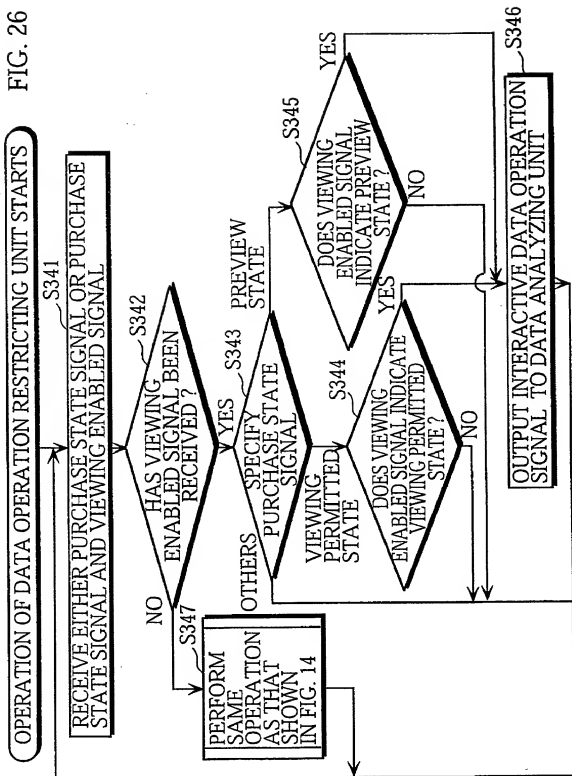 FIG. 26
OPERATION OF DATA OPERATION RESTRICTING UNIT STARTS
S341
RECEIVE EITHER PURCHASE STATE SIGNAL OR PURCHASE
STATE SIGNAL AND VIEWING ENABLED SIGNAL
S342
HAS VIEWING
ENABLED SIGNAL BEEN
RECEIVED ?
NO
YES
S347
PERFORM
SAME
OPERATION
AS THAT
SHOWN
IN FIG. 14
S343
SPECIFY
PURCHASE STATE
SIGNAL
OTHERS
PREVIEW
STATE
VIEWING
PERMITTED
STATE
S344
DOES VIEWING
ENABLED SIGNAL INDICATE
VIEWING PERMITTED
STATE ?
YES
NO
S345
DOES VIEWING
ENABLED SIGNAL
INDICATE PREVIEW
STATE ?
YES
NO
S346
OUTPUT INTERACTIVE DATA OPERATION
SIGNAL TO DATA ANALYZING UNIT